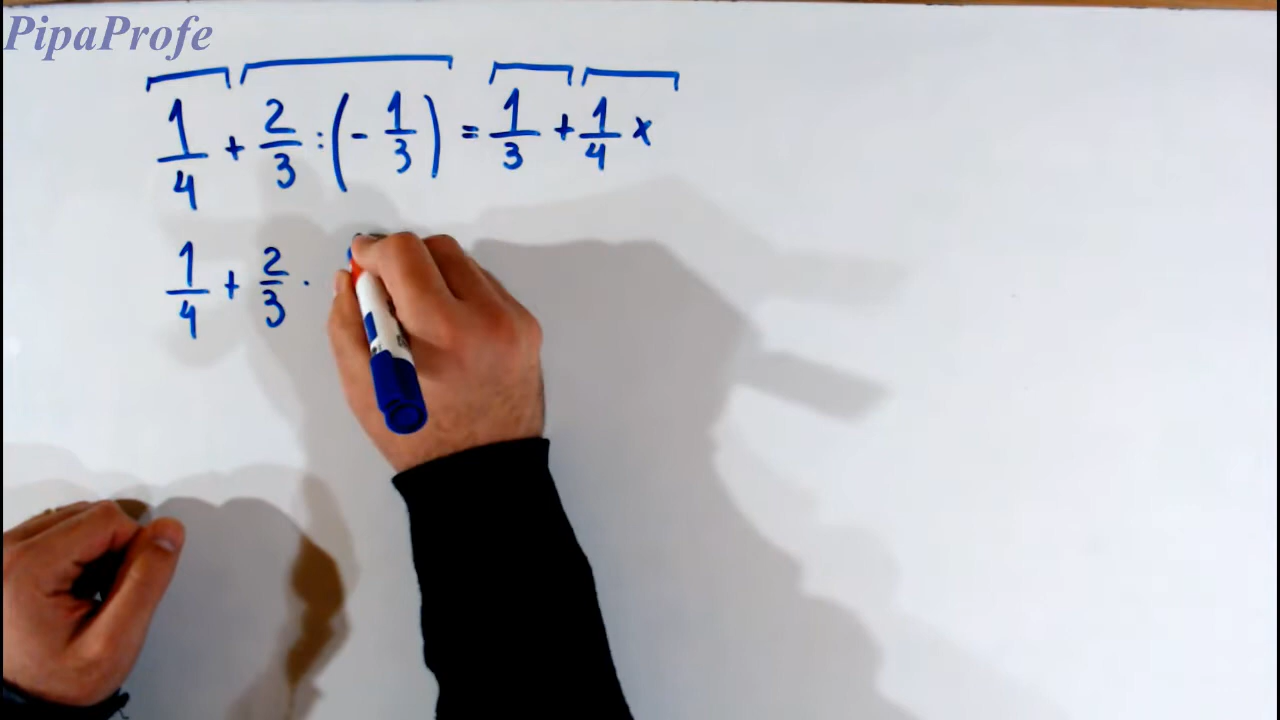 PipaProfe
1/4 + 2/3 : (- 1/3) = 1/3 + 1/4 x
1/4 + 2/3 ·